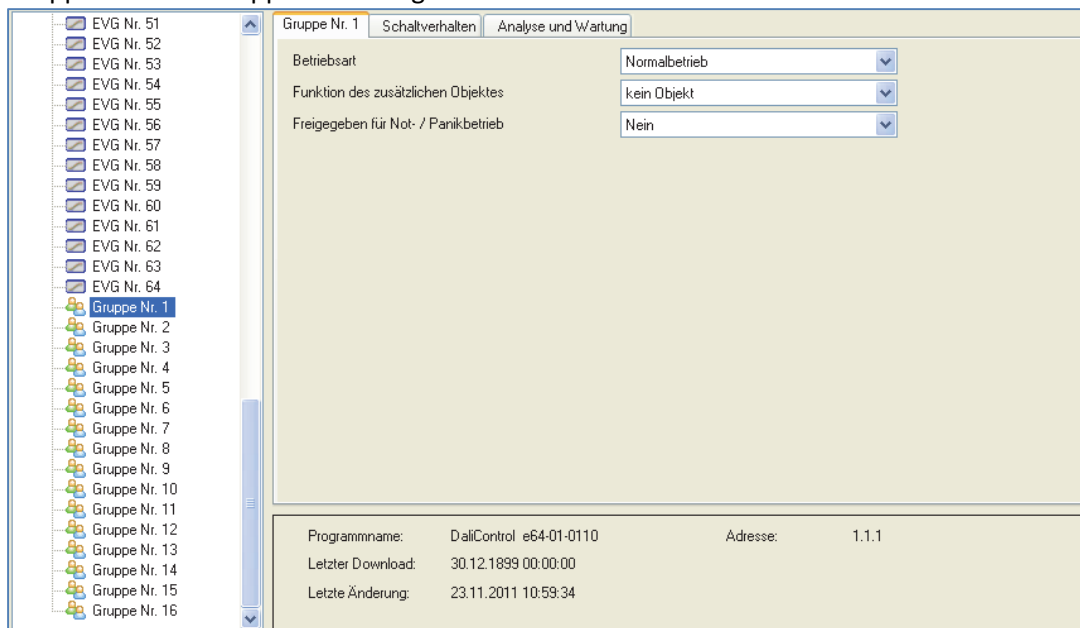 EVG Nr. 51
EVG Nr. 52
EVG Nr. 53
EVG Nr. 54
EVG Nr. 55
EVG Nr. 56
EVG Nr. 57
EVG Nr. 58
EVG Nr. 59
EVG Nr. 60
EVG Nr. 61
EVG Nr. 62
EVG Nr. 63
EVG Nr. 64
Gruppe Nr. 1
Gruppe Nr. 2
Gruppe Nr. 3
Gruppe Nr. 4
Gruppe Nr. 5
Gruppe Nr. 6
Gruppe Nr. 7
Gruppe Nr. 8
Gruppe Nr. 9
Gruppe Nr. 10
Gruppe Nr. 11
Gruppe Nr. 12
Gruppe Nr. 13
Gruppe Nr. 14
Gruppe Nr. 15
Gruppe Nr. 16
Gruppe Nr. 1 Schaltverhalten Analyse und Wartung
Betriebsart Normalbetrieb
Funktion des zusätzlichen Objektes kein Objekt
Freigegeben für Not- / Panikbetrieb Nein
Programmname: DaliControl e64-01-0110 Adresse: 1.1.1
Letzter Download: 30.12.1899 00:00:00
Letzte Änderung: 23.11.2011 10:59:34